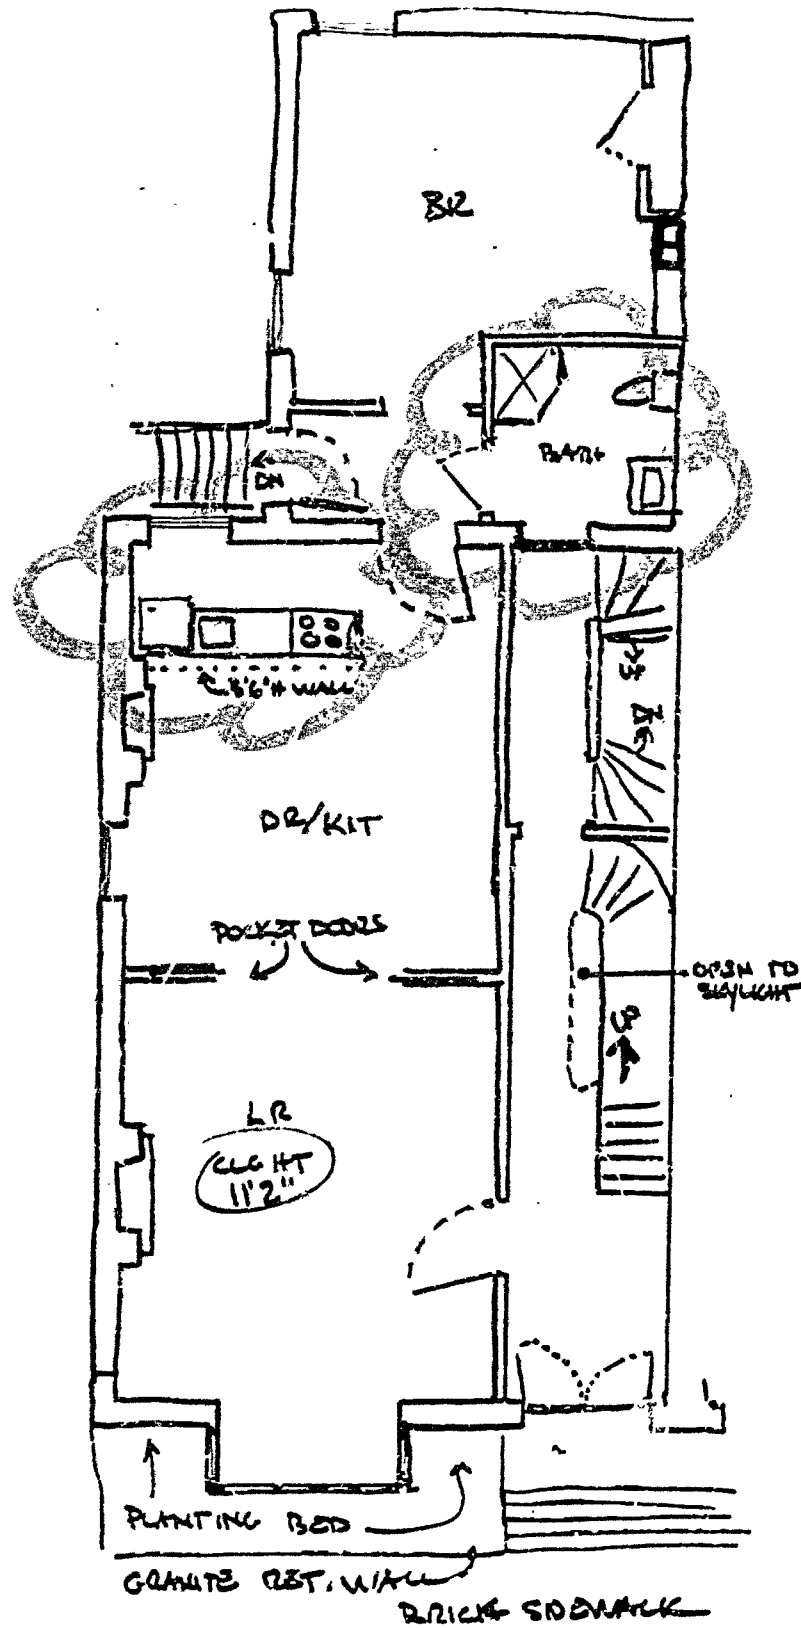 BR
BATH
DN
8'6"H WALL
UP
DN
DR/KIT
POCKET DOORS
OPEN TO
SKYLIGHT
UP
LR
CLG HT
11'2"
PLANTING BED
GRANITE RET. WALL
BRICK SIDEWALK